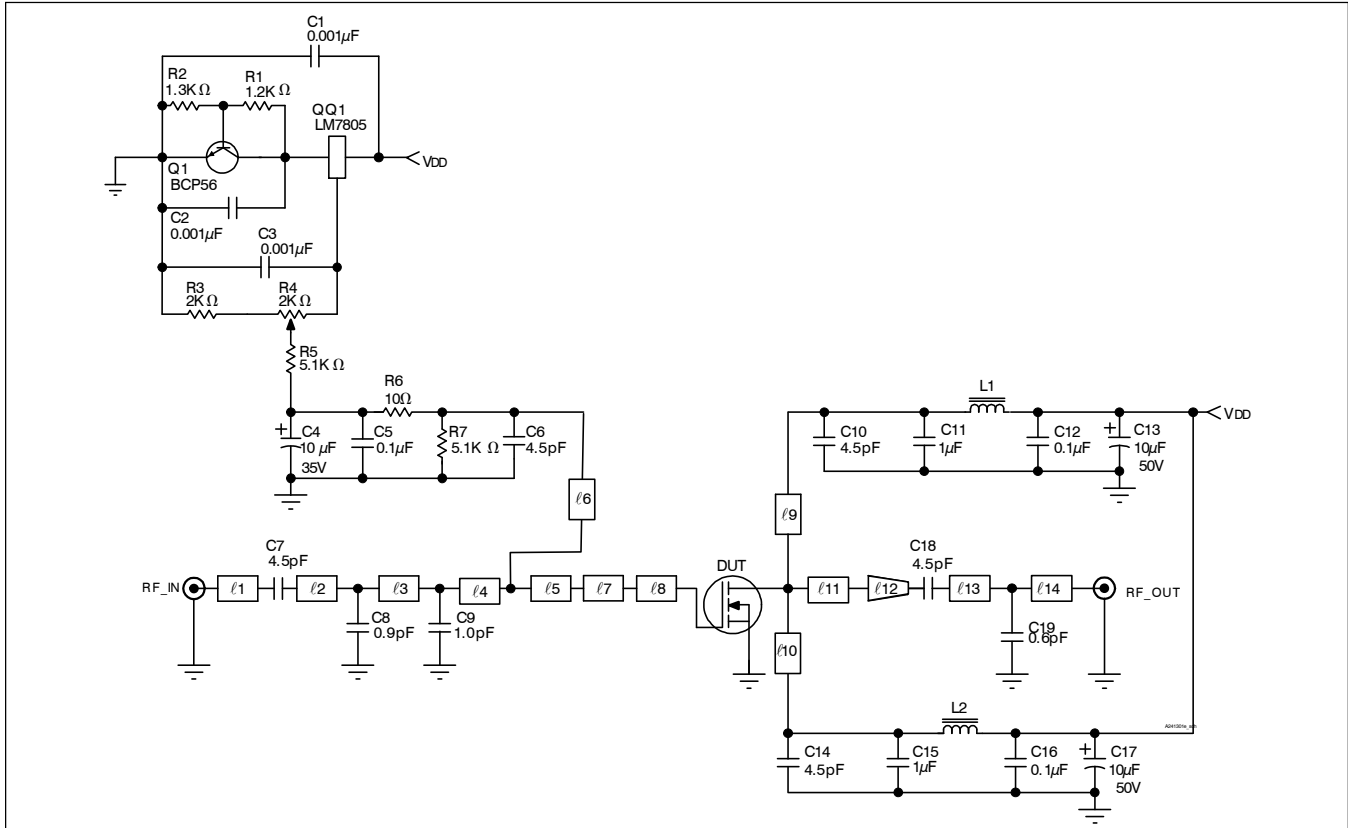 C1
0.001µF
R2
1.3K Ω
R1
1.2K Ω
QQ1
LM7805
VDD
Q1
BCP56
C2
0.001µF
C3
0.001µF
R3
2K Ω
R4
2K Ω
R5
5.1K Ω
R6
10Ω
C4
10 µF
35V
C5
0.1µF
R7
5.1K Ω
C6
4.5pF
ℓ6
L1
VDD
C10
4.5pF
C11
1µF
C12
0.1µF
C13
10µF
50V
ℓ9
RF_IN
ℓ1
C7
4.5pF
ℓ2
ℓ3
ℓ4
ℓ5
ℓ7
ℓ8
DUT
ℓ11
ℓ12
C18
4.5pF
ℓ13
ℓ14
RF_OUT
C8
0.9pF
C9
1.0pF
C19
0.6pF
ℓ10
L2
C14
4.5pF
C15
1µF
C16
0.1µF
C17
10µF
50V